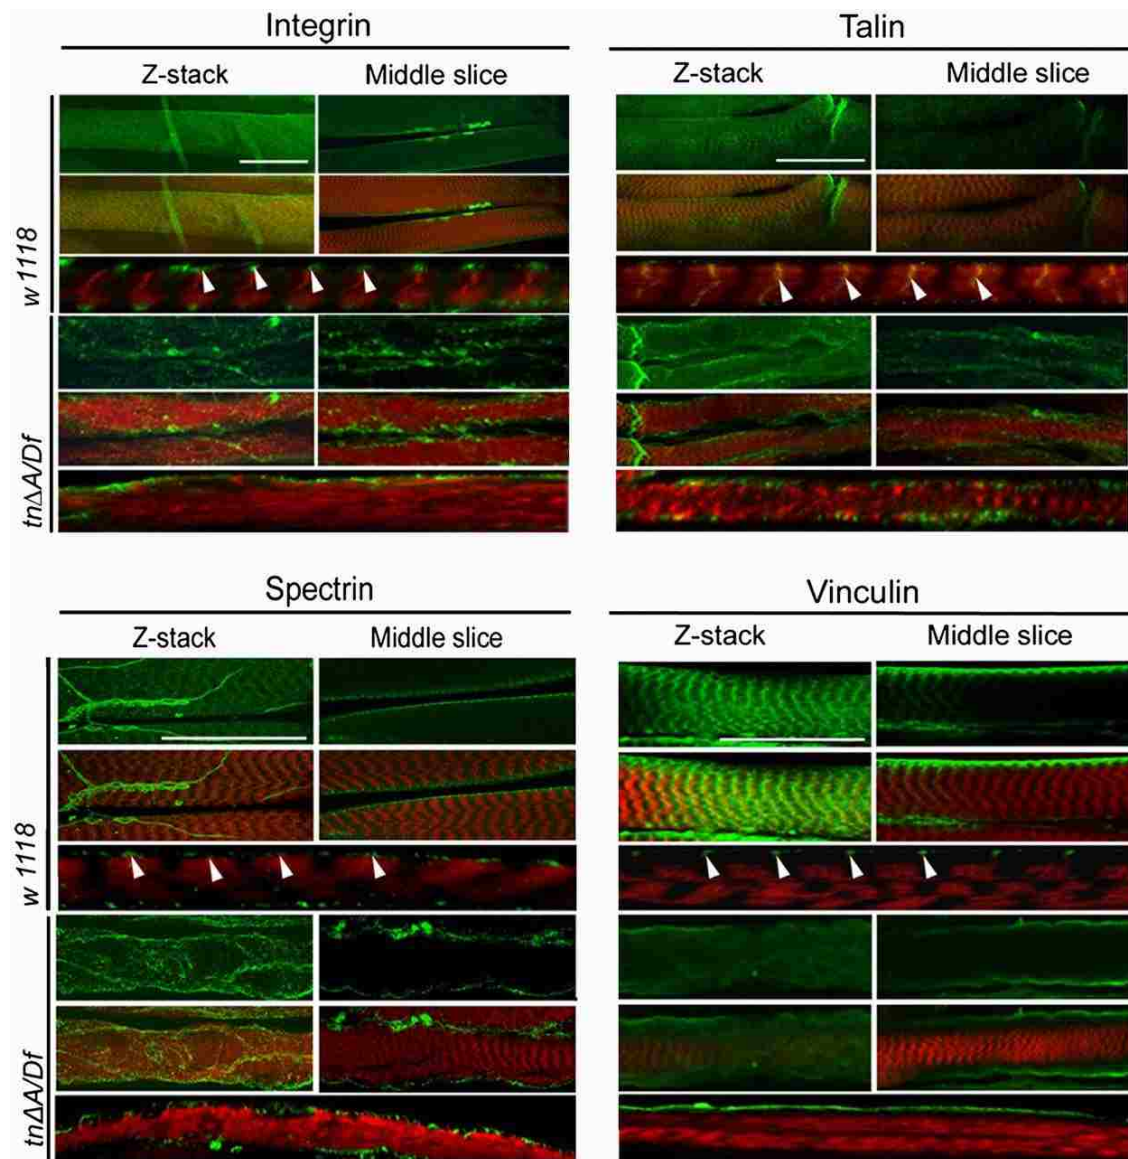 Integrin
Z-stack Middle slice
w 1118
tnΔA/Df
Talin
Z-stack Middle slice
Spectrin
Z-stack Middle slice
w 1118
tnΔA/Df
Vinculin
Z-stack Middle slice